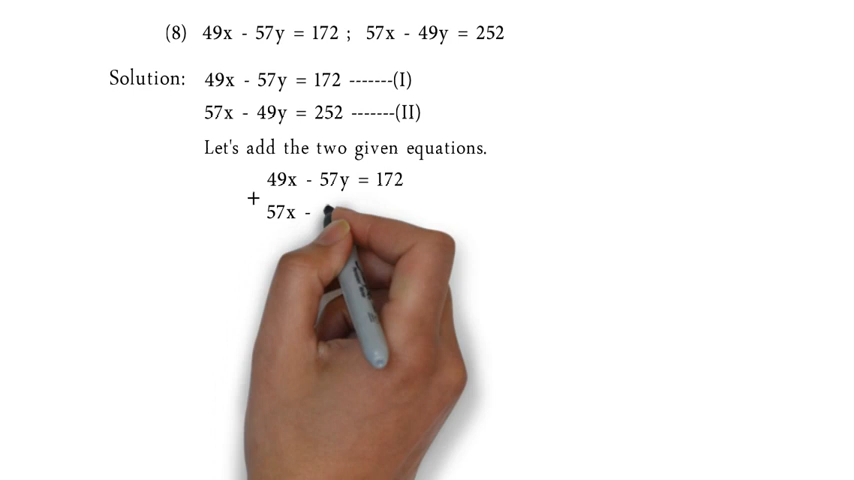 (8) 49x - 57y = 172 ; 57x - 49y = 252
Solution: 49x - 57y = 172 -------(I)
57x - 49y = 252 -------(II)
Let's add the two given equations.
49x - 57y = 172
+
57x -